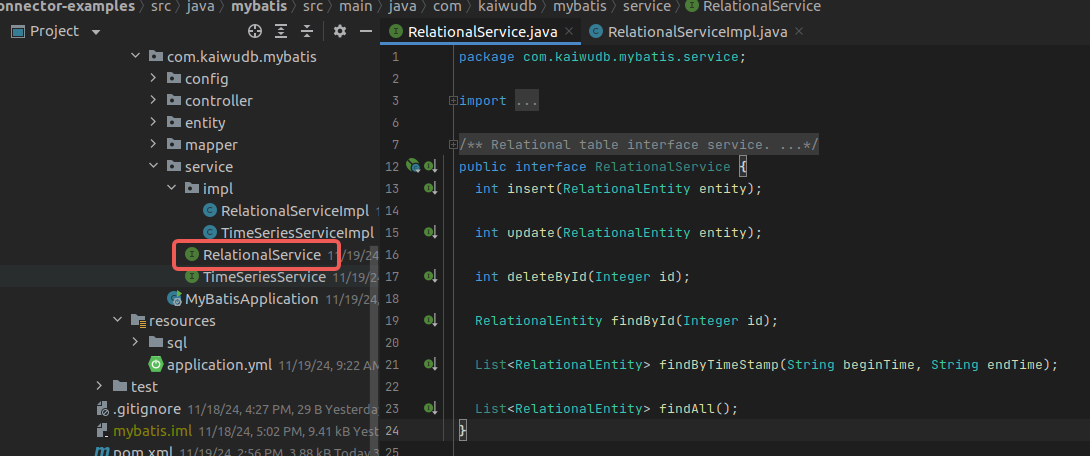 onnector-examples › src › java › mybatis › src › main › java › com › kaiwudb › mybatis › service › RelationalService
Project
com.kaiwudb.mybatis
config
controller
entity
mapper
service
impl
RelationalServiceImpl
TimeSeriesServiceImpl
RelationalService 11/19/24
TimeSeriesService 11/19/24
MyBatisApplication 11/19/24,
resources
sql
application.yml 11/19/24, 9:22 AM
test
.gitignore 11/18/24, 4:27 PM, 29 B Yesterday
mybatis.iml 11/18/24, 5:02 PM, 9.41 kB Yest
pom.xml 11/19/24, 2:56 PM, 3.88 kB Today
RelationalService.java
RelationalServiceImpl.java
1 package com.kaiwudb.mybatis.service;
2
3 import ...
6
7 /** Relational table interface service. ...*/
12 public interface RelationalService {
13 int insert(RelationalEntity entity);
14
15 int update(RelationalEntity entity);
16
17 int deleteById(Integer id);
18
19 RelationalEntity findById(Integer id);
20
21 List<RelationalEntity> findByTimeStamp(String beginTime, String endTime);
22
23 List<RelationalEntity> findAll();
24 }
25